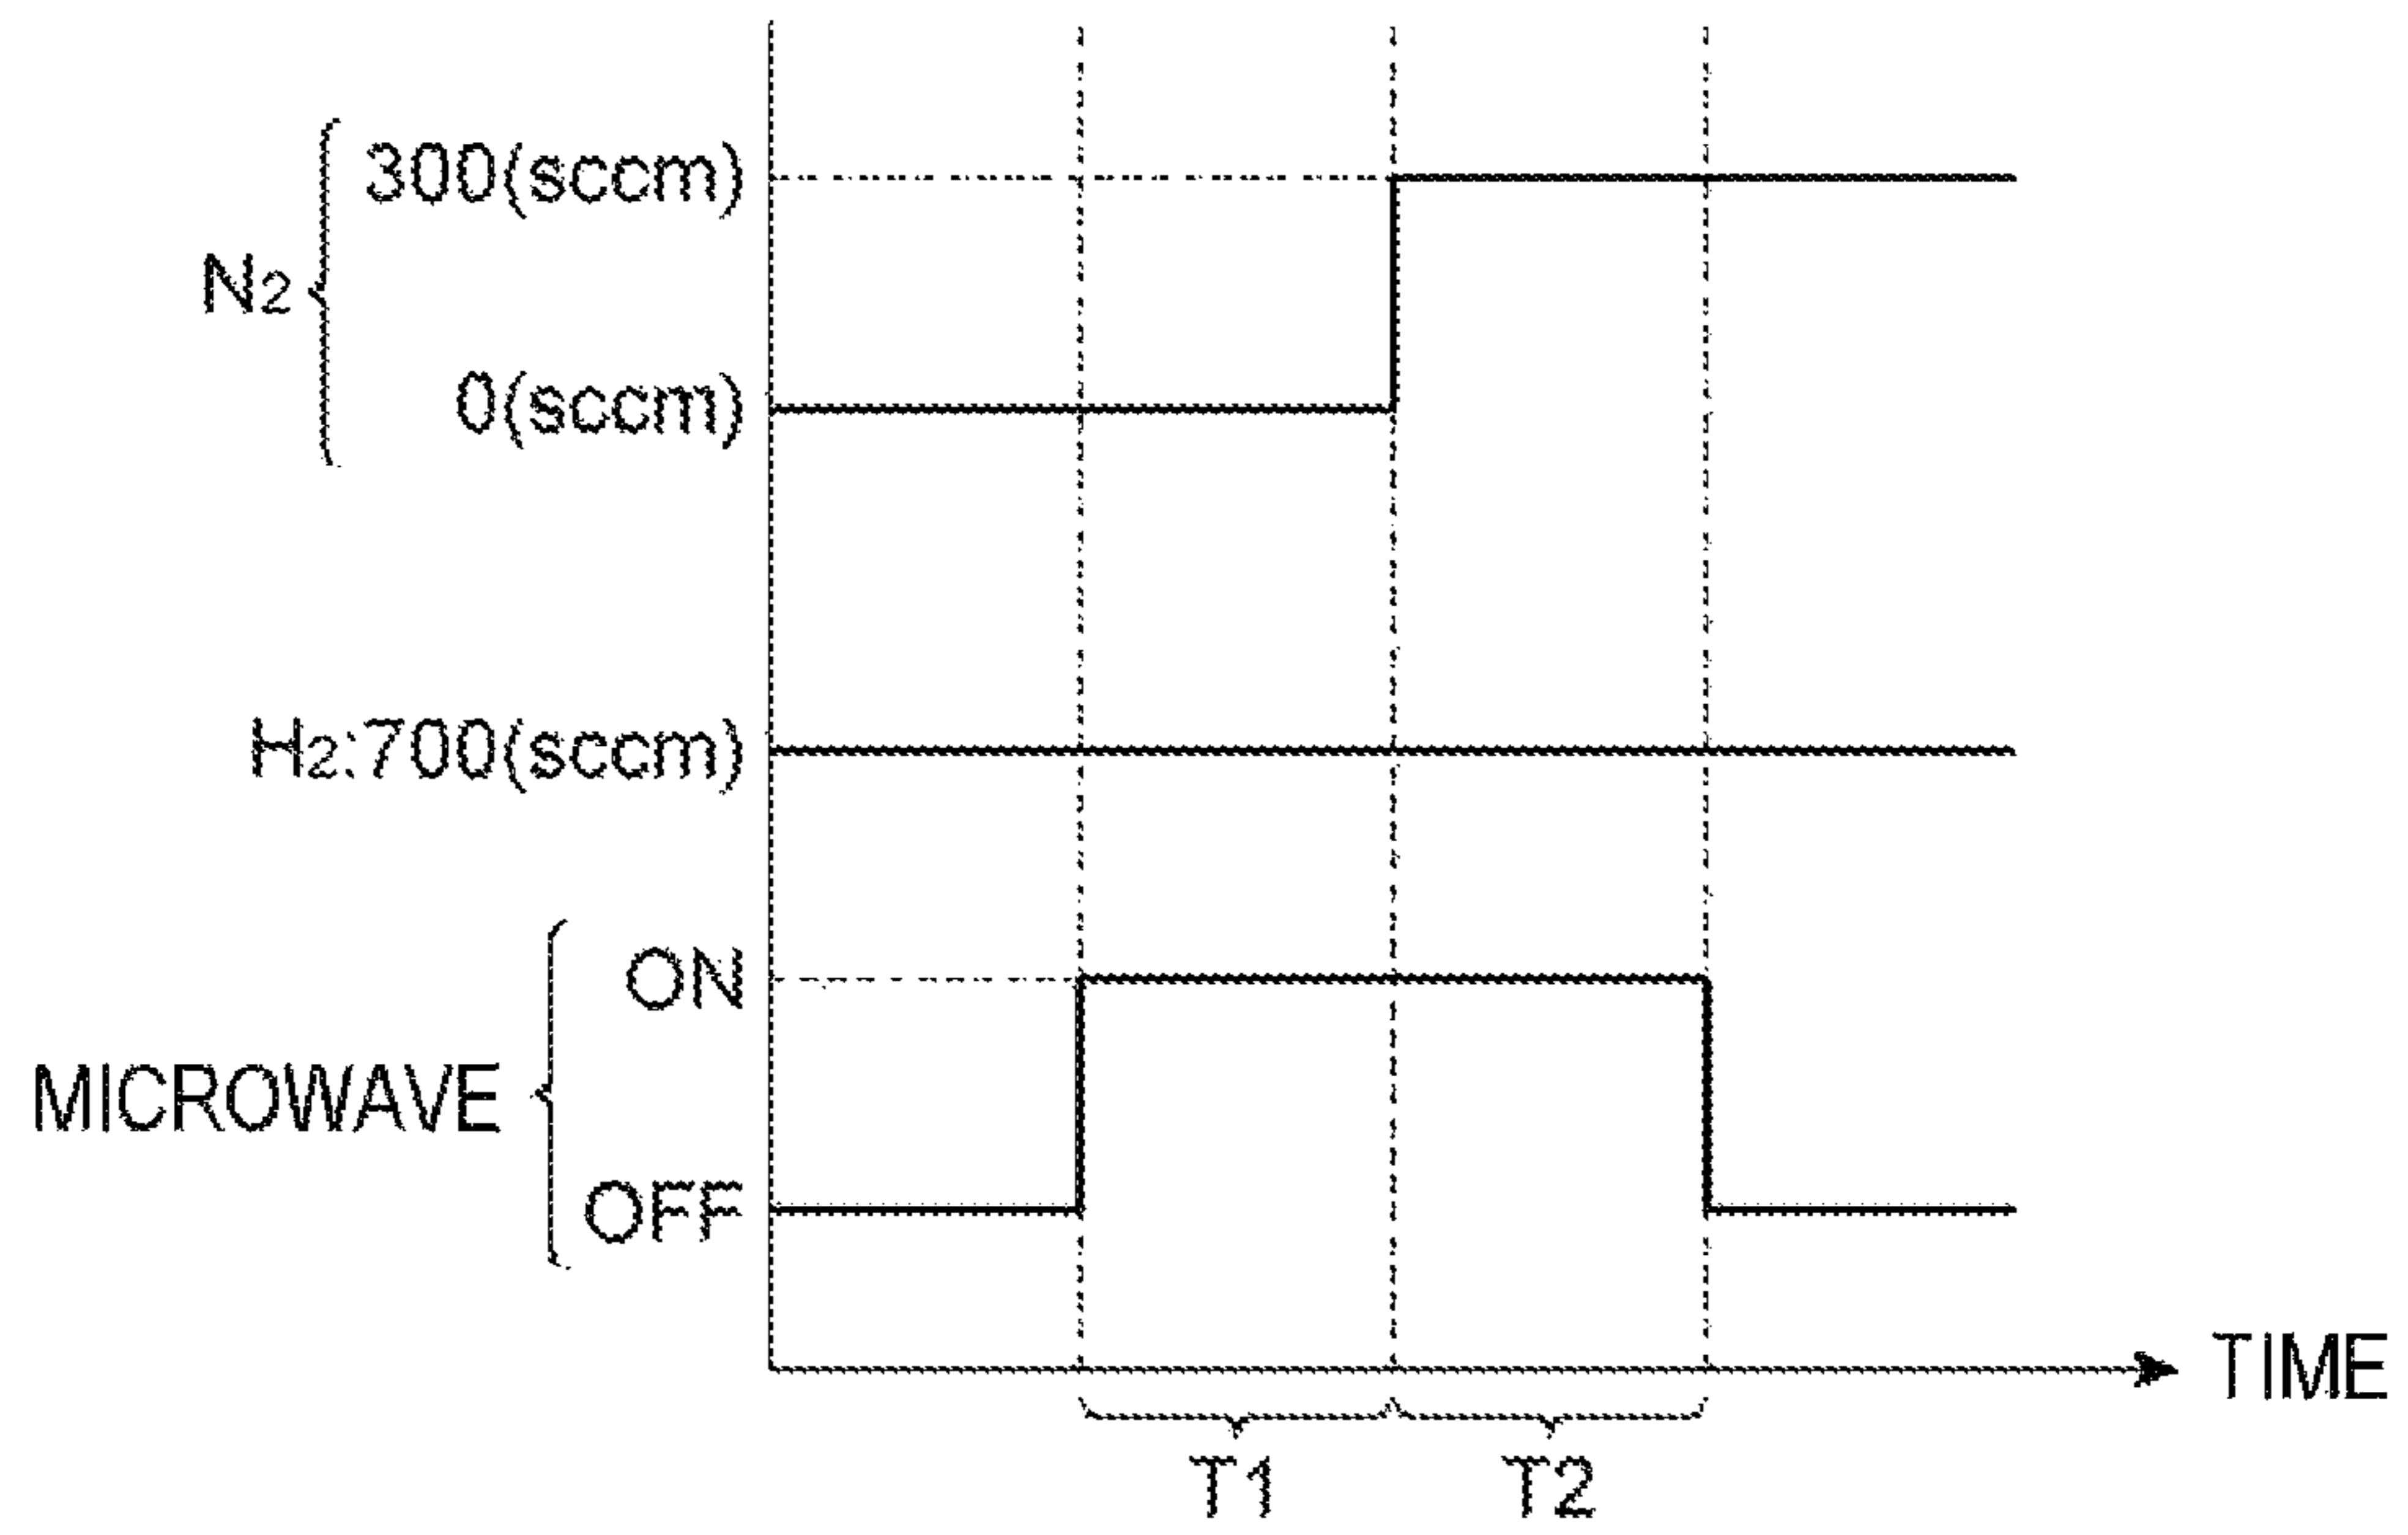 300(sccm)
N2
0(sccm)
H2:700(sccm)
ON
MICROWAVE
OFF
TIME
T1
T2